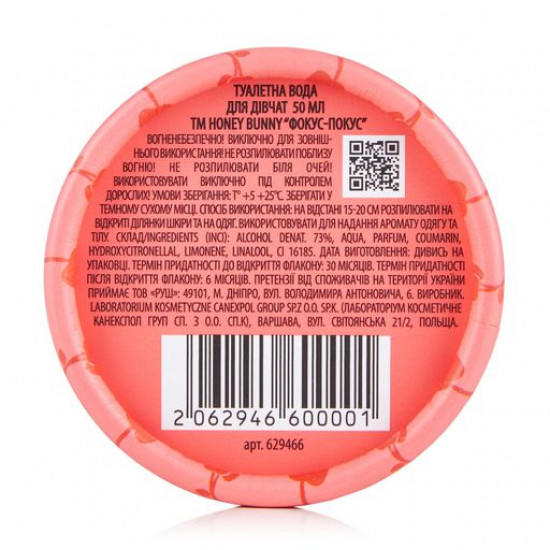 ТУАЛЕТНА ВОДА
ДЛЯ ДІВЧАТ 50 МЛ
ТМ HONEY BUNNY "ФОКУС-ПОКУС"
ВОГНЕНЕБЕЗПЕЧНО! ВИКЛЮЧНО ДЛЯ ЗОВНІШ-
НЬОГО ВИКОРИСТАННЯ! НЕ РОЗПИЛЮВАТИ ПОБЛИЗУ
ВОГНЮ! НЕ РОЗПИЛЮВАТИ БІЛЯ ОЧЕЙ!
ВИКОРИСТОВУВАТИ ВИКЛЮЧНО ПІД КОНТРОЛЕМ
ДОРОСЛИХ! УМОВИ ЗБЕРІГАННЯ: Т° +5 +25°С. ЗБЕРІГАТИ У
ТЕМНОМУ СУХОМУ МІСЦІ. СПОСІБ ВИКОРИСТАННЯ: НА ВІДСТАНІ 15-20 СМ РОЗПИЛЮВАТИ НА
ВІДКРИТІ ДІЛЯНКИ ШКІРИ ТА НА ОДЯГ. ВИКОРИСТОВУВАТИ ДЛЯ НАДАННЯ АРОМАТУ ОДЯГУ ТА
ТІЛУ. СКЛАД/INGREDIENTS (INCI): ALCOHOL DENAT. 73%, AQUA, PARFUM, COUMARIN,
HYDROXYCITRONELLAL, LIMONENE, LINALOOL, CI 16185. ДАТА ВИГОТОВЛЕННЯ: ДИВИСЬ НА
УПАКОВЦІ. ТЕРМІН ПРИДАТНОСТІ ДО ВІДКРИТТЯ ФЛАКОНУ: 30 МІСЯЦІВ. ТЕРМІН ПРИДАТНОСТІ
ПІСЛЯ ВІДКРИТТЯ ФЛАКОНУ: 6 МІСЯЦІВ. ПРЕТЕНЗІЇ ВІД СПОЖИВАЧІВ НА ТЕРИТОРІЇ УКРАЇНИ
ПРИЙМАЄ ТОВ «РУШ»: 49101, М. ДНІПРО, ВУЛ. ВОЛОДИМИРА АНТОНОВИЧА, 6. ВИРОБНИК.
LABORATORIUM KOSMETYCZNE CANEXPOL GROUP SP.Z O.O. SP.K. (ЛАБОРАТОРІУМ КОСМЕТИЧНЕ
КАНЕКСПОЛ ГРУП СП. З О.О. СП.К), ВАРШАВА, ВУЛ. СВІТОЯНСЬКА 21/2, ПОЛЬЩА.
2 062946 600001
арт. 629466